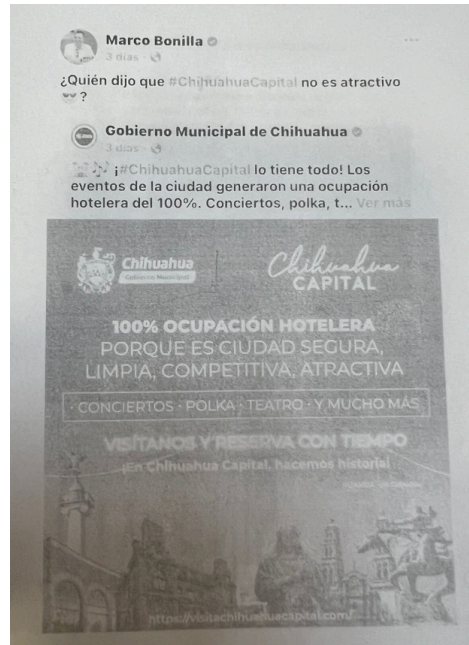 Marco Bonilla
3 días
¿Quién dijo que #ChihuahuaCapital no es atractivo
?
Gobierno Municipal de Chihuahua
3 días
¡#ChihuahuaCapital lo tiene todo! Los
eventos de la ciudad generaron una ocupación
hotelera del 100%. Conciertos, polka, t... Ver más
Chihuahua
Gobierno Municipal
Chihuahua
CAPITAL
100% OCUPACIÓN HOTELERA
PORQUE ES CIUDAD SEGURA,
LIMPIA, COMPETITIVA, ATRACTIVA
· CONCIERTOS · POLKA · TEATRO · Y MUCHO MÁS
VISÍTANOS Y RESERVA CON TIEMPO
¡En Chihuahua Capital, hacemos historia!
https://visitachihuahuacapital.com/